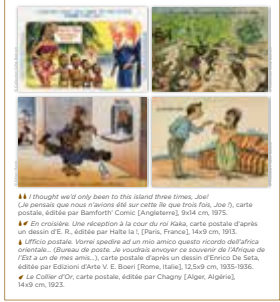 I thought we'd only been to this island three times, Joe!
(Je pensais que nous n'avions été sur cette île que trois fois, Joe !), carte
postale, éditée par Bamforth' Comic [Angleterre], 9x14 cm, 1975.
En croisière. Une réception à la cour du roi Kaka, carte postale d'après
un dessin d'E. R., éditée par Halte la !, [Paris, France], 14x9 cm, 1913.
Ufficio postale. Vorrei spedire ad un mio amico questo ricordo dell'africa
orientale... (Bureau de poste. Je voudrais envoyer ce souvenir de l'Afrique de
l'Est a un de mes amis...), carte postale d'après un dessin d'Enrico De Seta,
éditée par Edizioni d'Arte V. E. Boeri [Rome, Italie], 12,5x9 cm, 1935-1936.
Le Collier d'Or, carte postale, éditée par Chagny [Alger, Algérie],
14x9 cm, 1923.